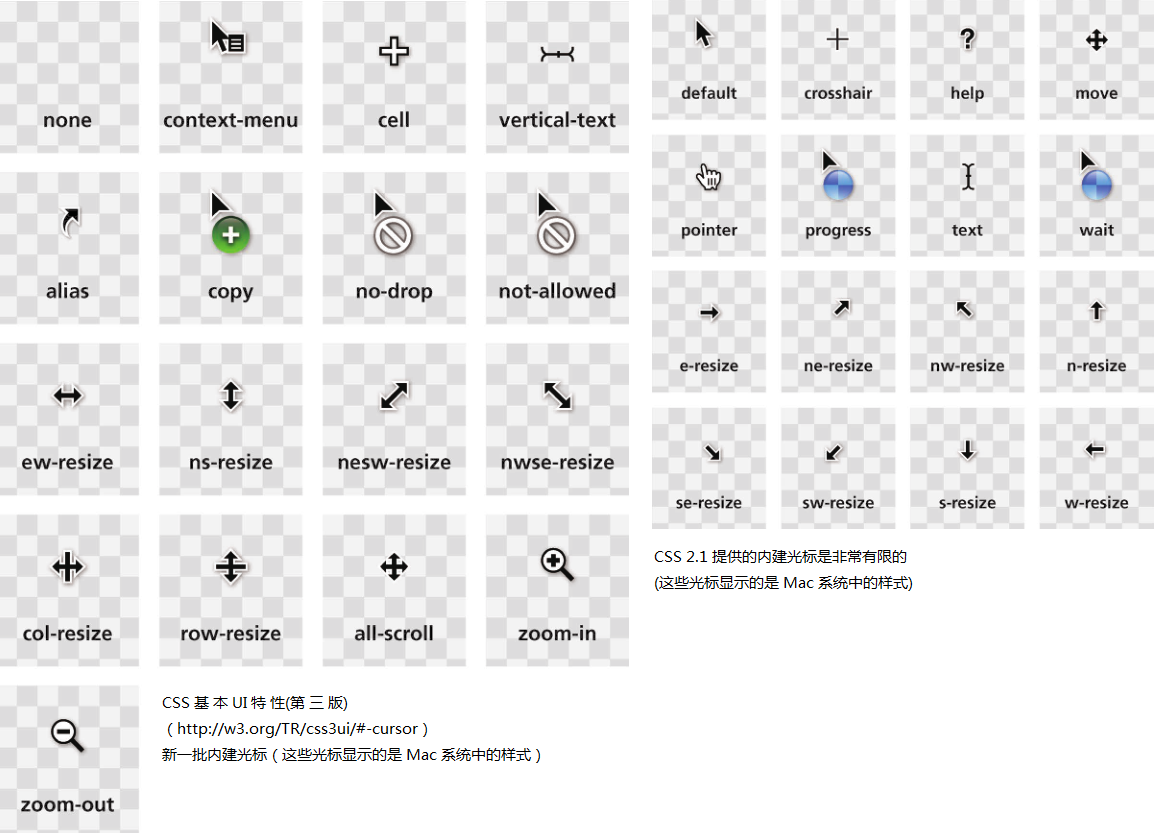 none
context-menu
cell
vertical-text
alias
copy
no-drop
not-allowed
ew-resize
ns-resize
nesw-resize
nwse-resize
col-resize
row-resize
all-scroll
zoom-in
zoom-out
CSS 基 本 UI 特 性(第 三 版)
（http://w3.org/TR/css3ui/#-cursor）
新一批内建光标（这些光标显示的是 Mac 系统中的样式）
default
crosshair
help
move
pointer
progress
text
wait
e-resize
ne-resize
nw-resize
n-resize
se-resize
sw-resize
s-resize
w-resize
CSS 2.1 提供的内建光标是非常有限的
(这些光标显示的是 Mac 系统中的样式)